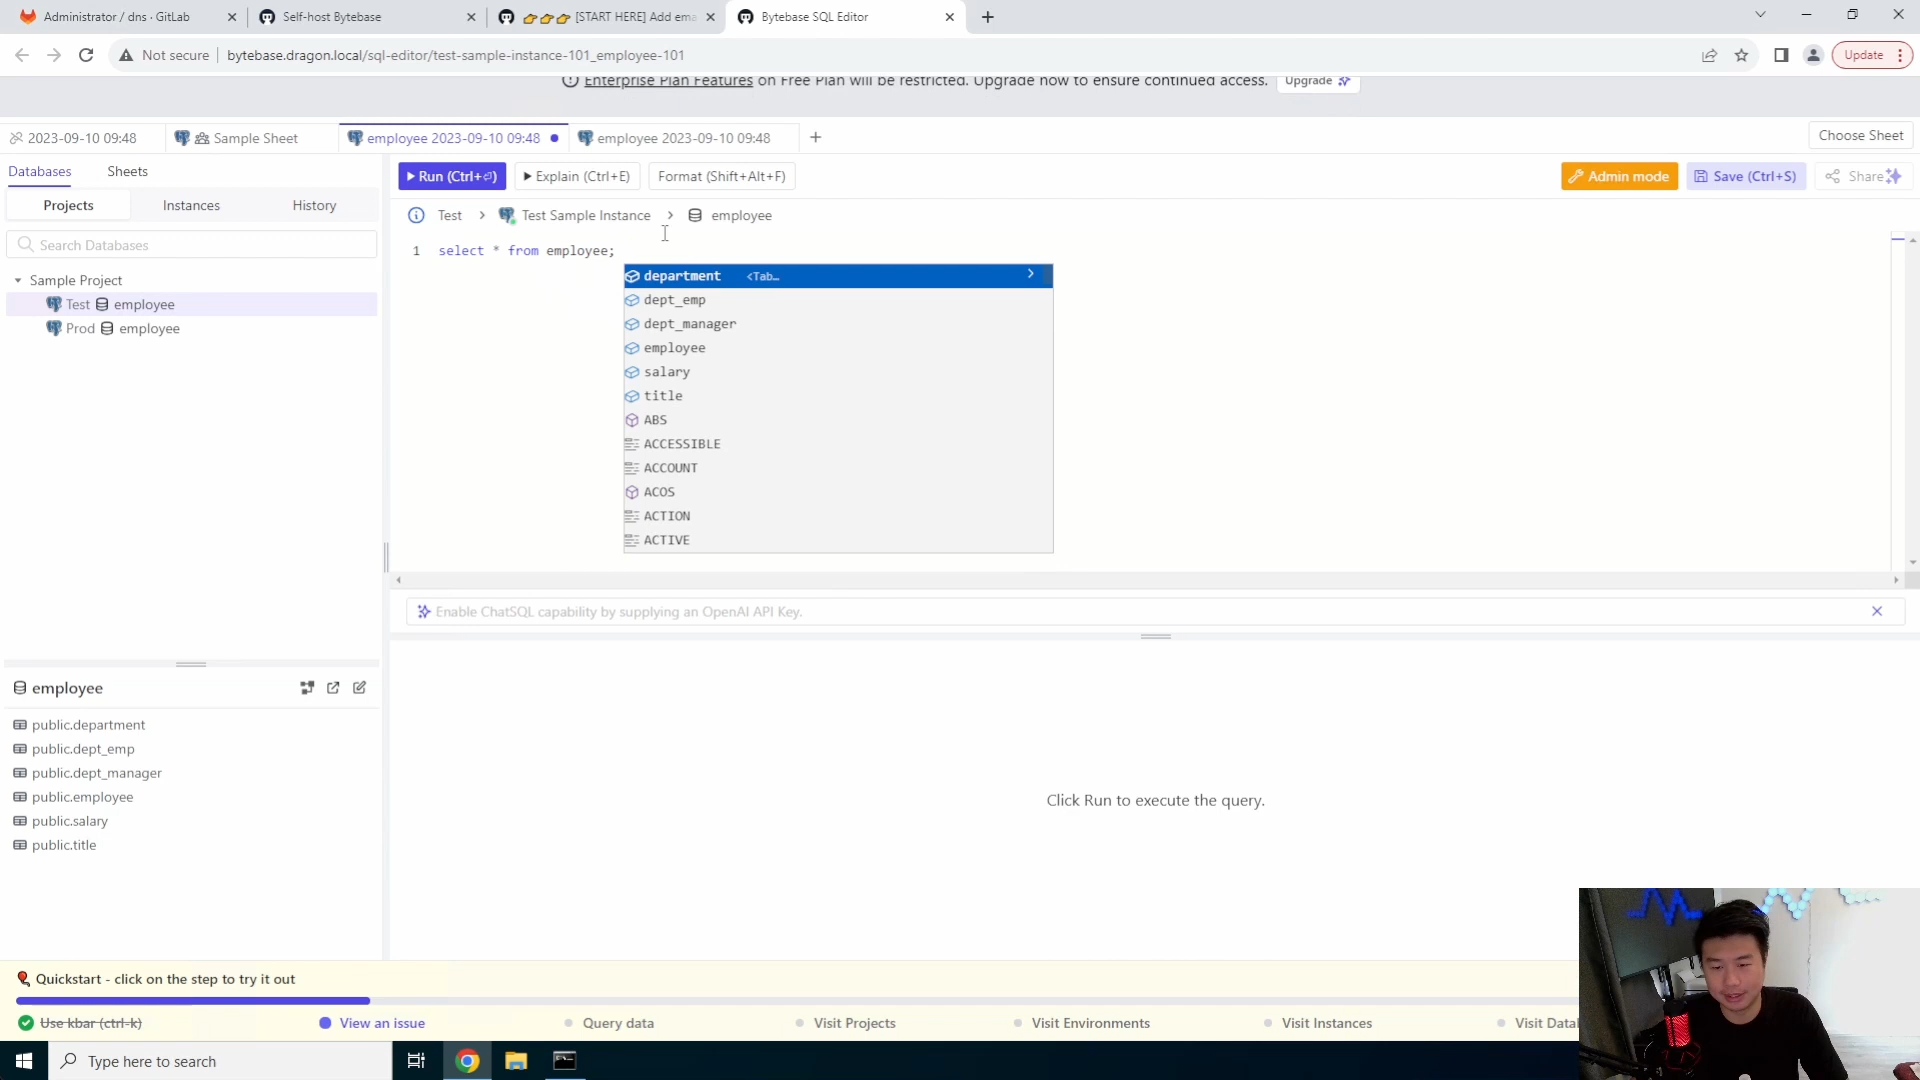 Administrator / dns · GitLab
Self-host Bytebase
👉👉👉 [START HERE] Add ema
Bytebase SQL Editor
Not secure
bytebase.dragon.local/sql-editor/test-sample-instance-101_employee-101
Update
Enterprise Plan Features on Free Plan will be restricted. Upgrade now to ensure continued access.
Upgrade
2023-09-10 09:48
Sample Sheet
employee 2023-09-10 09:48
employee 2023-09-10 09:48
Choose Sheet
Databases
Sheets
Run (Ctrl+⏎)
Explain (Ctrl+E)
Format (Shift+Alt+F)
Admin mode
Save (Ctrl+S)
Share
Projects
Instances
History
Test
Test Sample Instance
employee
Search Databases
1 select * from employee;
Sample Project
Test employee
Prod employee
department <Tab…
dept_emp
dept_manager
employee
salary
title
ABS
ACCESSIBLE
ACCOUNT
ACOS
ACTION
ACTIVE
Enable ChatSQL capability by supplying an OpenAI API Key.
employee
public.department
public.dept_emp
public.dept_manager
public.employee
public.salary
public.title
Click Run to execute the query.
Quickstart - click on the step to try it out
Use kbar (ctrl-k)
View an issue
Query data
Visit Projects
Visit Environments
Visit Instances
Visit Datal
Type here to search